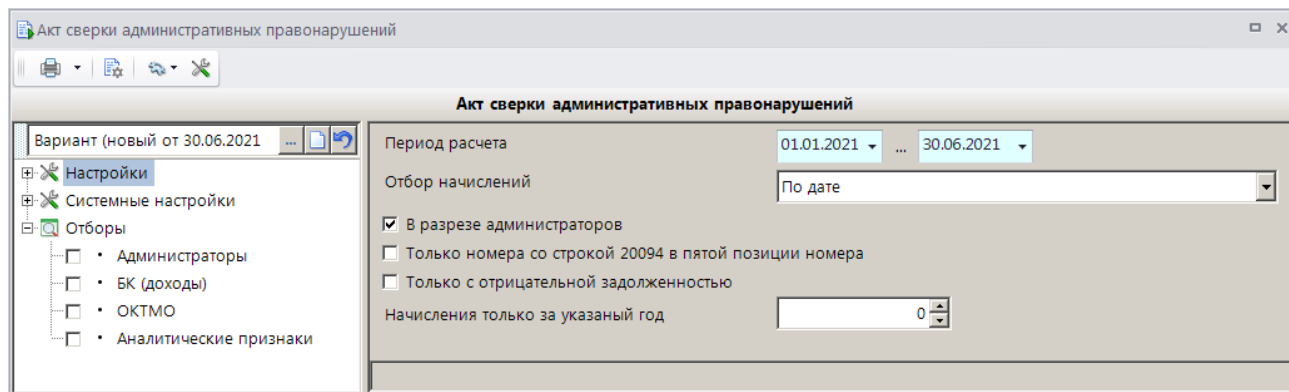 Акт сверки административных правонарушений
Акт сверки административных правонарушений
Вариант (новый от 30.06.2021 ...
Настройки
Системные настройки
Отборы
Администраторы
БК (доходы)
ОКТМО
Аналитические признаки
Период расчета 01.01.2021 ... 30.06.2021
Отбор начислений По дате
В разрезе администраторов
Только номера со строкой 20094 в пятой позиции номера
Только с отрицательной задолженностью
Начисления только за указаный год 0